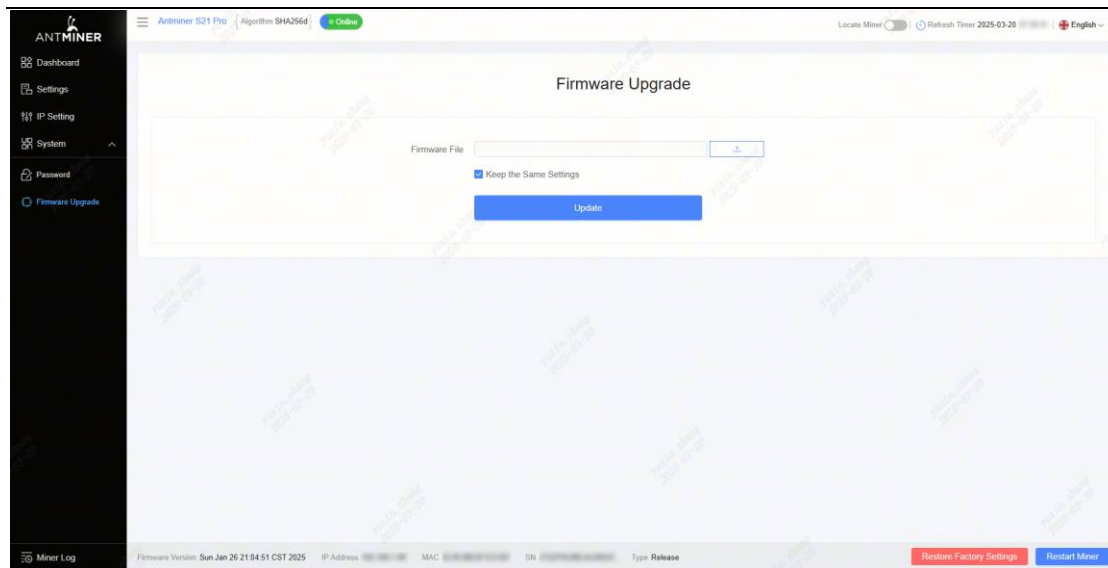 ANTMINER
Antminer S21 Pro Algorithm SHA256d Online
Locate Miner Refresh Timer 2025-03-20 English
Dashboard
Settings
IP Setting
System
Password
Firmware Upgrade
Firmware Upgrade
Firmware File
Keep the Same Settings
Update
Miner Log
Firmware Version Sun Jan 26 21:04:51 CST 2025 IP Address MAC SN Type Release
Restore Factory Settings Restart Miner